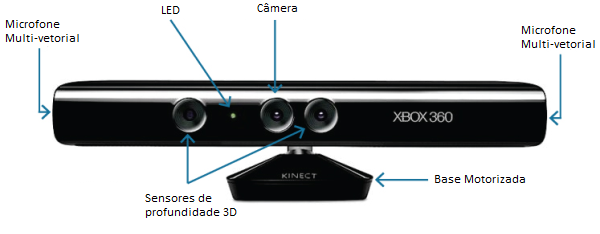 LED
Câmera
Microfone
Multi-vetorial
Microfone
Multi-vetorial
XBOX 360
KINECT
Sensores de
profundidade 3D
Base Motorizada